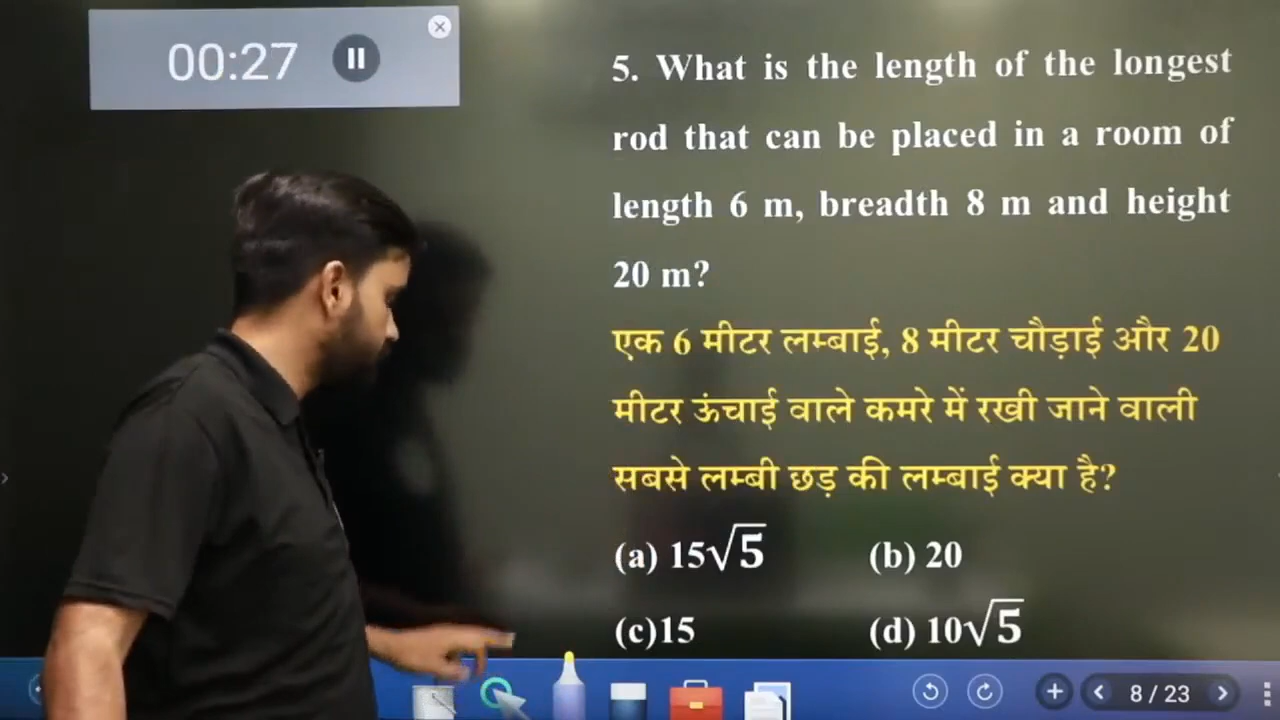 00:27
5. What is the length of the longest
rod that can be placed in a room of
length 6 m, breadth 8 m and height
20 m?
एक 6 मीटर लम्बाई, 8 मीटर चौड़ाई और 20
मीटर ऊंचाई वाले कमरे में रखी जाने वाली
सबसे लम्बी छड़ की लम्बाई क्या है?
(a) 15√5 (b) 20
(c)15 (d) 10√5
8 / 23